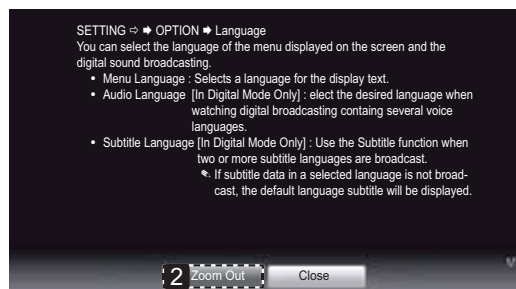 SETTING ⇨ ➡ OPTION ➡ Language
You can select the language of the menu displayed on the screen and the
digital sound broadcasting.
• Menu Language : Selects a language for the display text.
• Audio Language [In Digital Mode Only] : elect the desired language when
watching digital broadcasting containg several voice
languages.
• Subtitle Language [In Digital Mode Only] : Use the Subtitle function when
two or more subtitle languages are broadcast.
If subtitle data in a selected language is not broad-
cast, the default language subtitle will be displayed.
2 Zoom Out Close